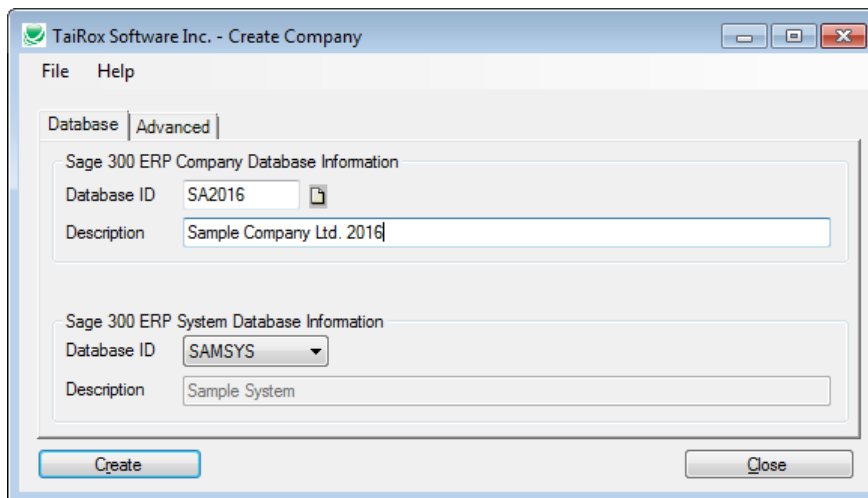 TaiRox Software Inc. - Create Company
File Help
Database Advanced
Sage 300 ERP Company Database Information
Database ID SA2016
Description Sample Company Ltd. 2016
Sage 300 ERP System Database Information
Database ID SAMSYS
Description Sample System
Create Close